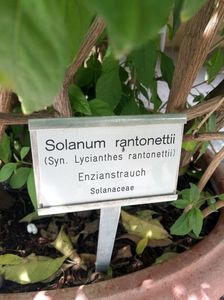 Solanum rantonettii
(Syn. Lycianthes rantonettii)
Enzianstrauch
Solanaceae